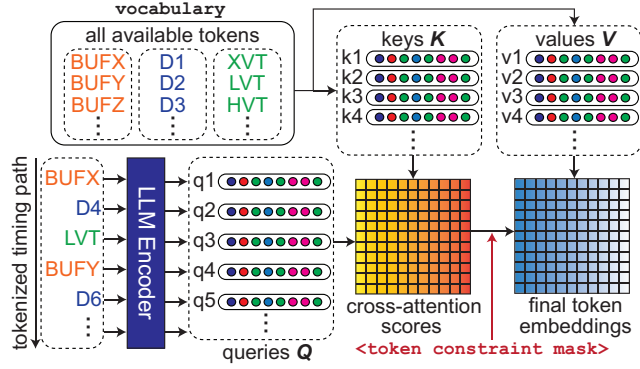 vocabulary
all available tokens
BUFX D1 XVT
BUFY D2 LVT
BUFZ D3 HVT
keys K
k1
k2
k3
k4
values V
v1
v2
v3
v4
tokenized timing path
BUFX
D4
LVT
BUFY
D6
LLM Encoder
q1
q2
q3
q4
q5
queries Q
cross-attention
scores
final token
embeddings
<token constraint mask>